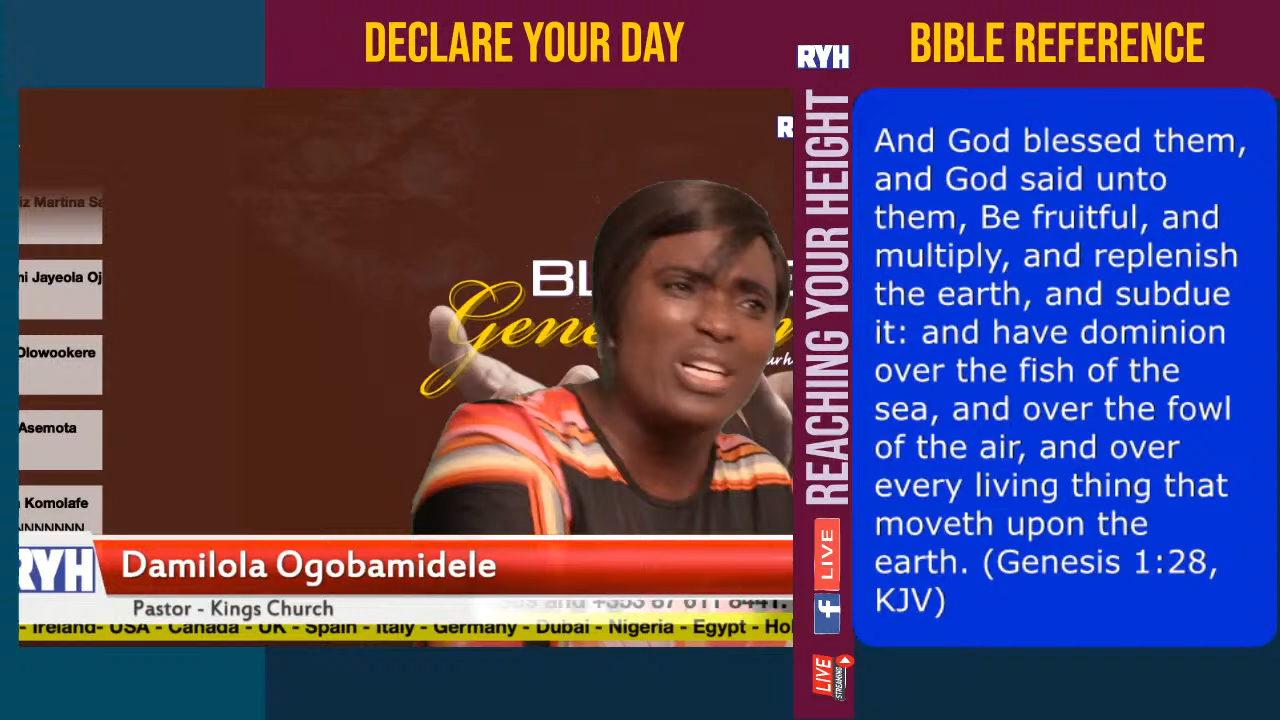 DECLARE YOUR DAY
BIBLE REFERENCE
RYH
REACHING YOUR HEIGHT
LIVE
f
LIVE
STREAMING
And God blessed them,
and God said unto
them, Be fruitful, and
multiply, and replenish
the earth, and subdue
it: and have dominion
over the fish of the
sea, and over the fowl
of the air, and over
every living thing that
moveth upon the
earth. (Genesis 1:28,
KJV)
Martina
Jayeola
Olowookere
Asemota
Komolafe
RYH
Damilola Ogobamidele
Pastor - Kings Church
- Ireland- USA - Canada - UK - Spain - Italy - Germany - Dubai - Nigeria - Egypt -